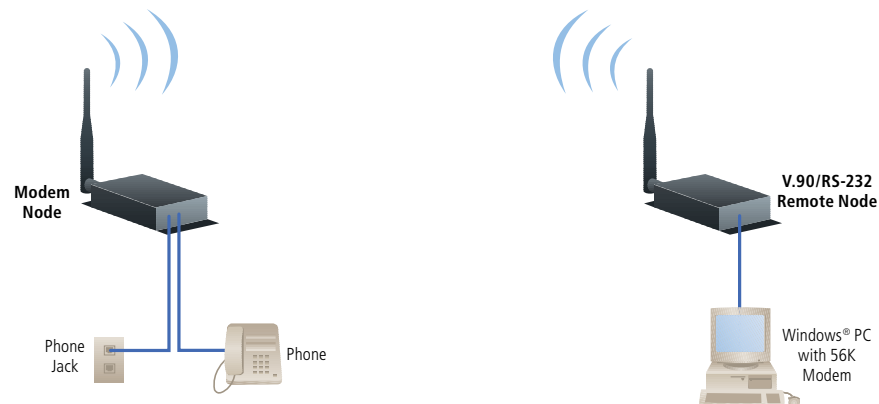 Modem
Node
V.90/RS-232
Remote Node
Phone
Jack
Phone
Windows® PC
with 56K
Modem